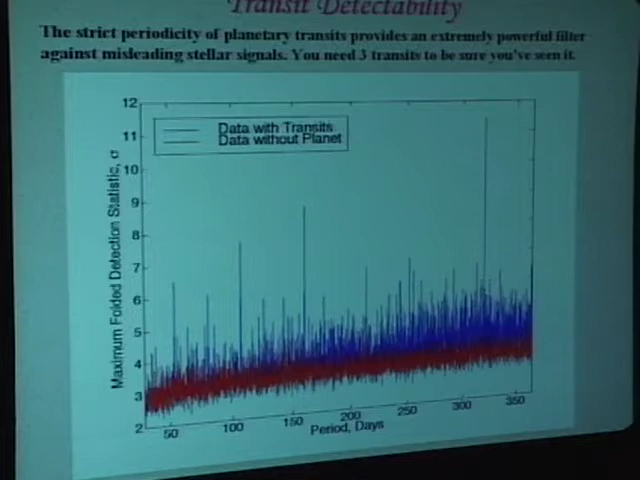 Transit Detectability
The strict periodicity of planetary transits provides an extremely powerful filter
against misleading stellar signals. You need 3 transits to be sure you've seen it.
12
11
10
9
8
7
6
5
4
3
2
Maximum Folded Detection Statistic, σ
Data with Transits
Data without Planet
50
100
150
200
250
300
350
Period, Days